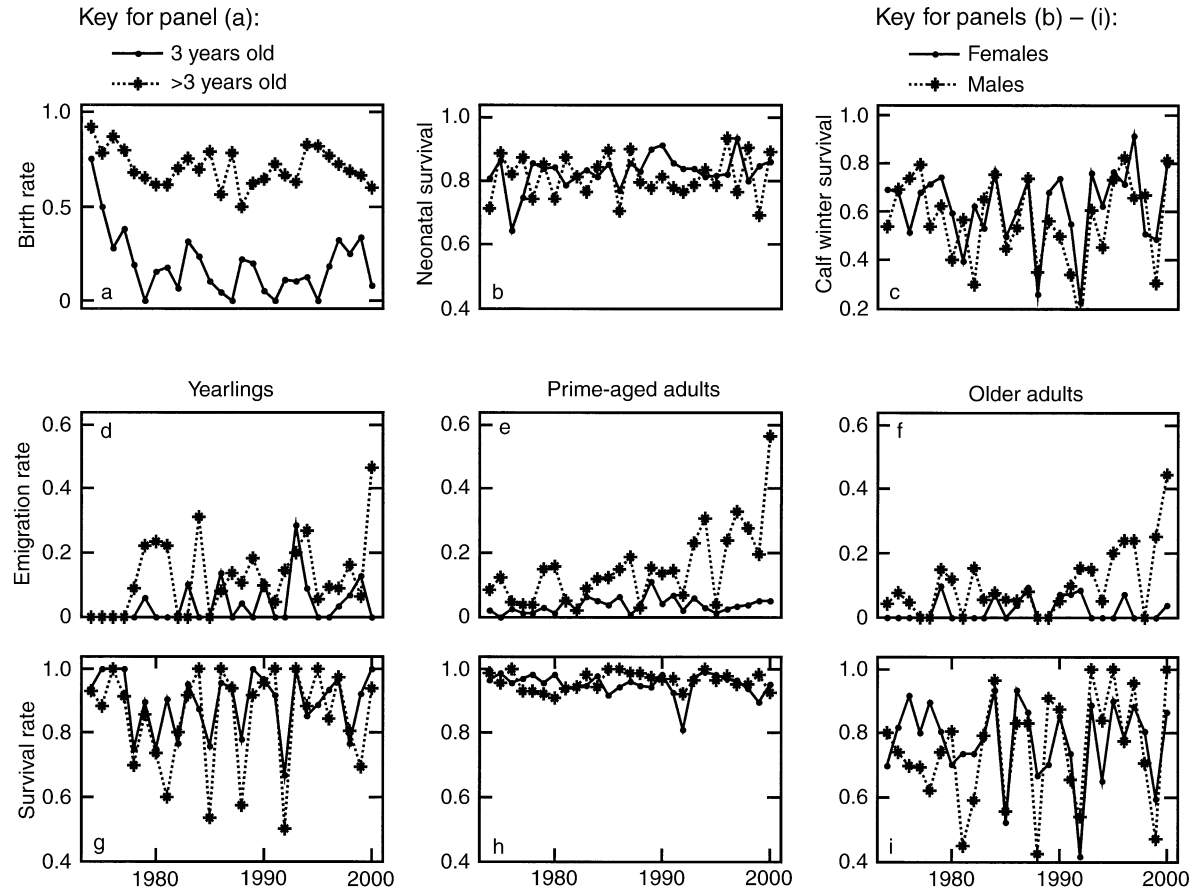 Key for panel (a):
3 years old
>3 years old
Key for panels (b) – (i):
Females
Males
Birth rate
1.0
0.5
0
a
Neonatal survival
1.0
0.8
0.6
0.4
b
Calf winter survival
1.0
0.8
0.6
0.4
0.2
c
Yearlings
Prime-aged adults
Older adults
Emigration rate
0.6
0.4
0.2
0
d
0.6
0.4
0.2
0
e
0.6
0.4
0.2
0
f
Survival rate
1.0
0.8
0.6
0.4
g
1980 1990 2000
1.0
0.8
0.6
0.4
h
1980 1990 2000
1.0
0.8
0.6
0.4
i
1980 1990 2000